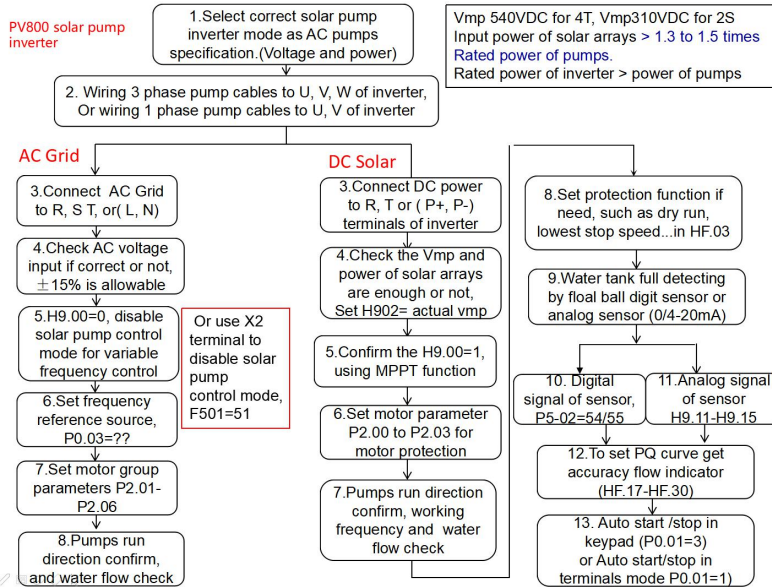 PV800 solar pump
inverter
1.Select correct solar pump
inverter mode as AC pumps
specification.(Voltage and power)
Vmp 540VDC for 4T, Vmp310VDC for 2S
Input power of solar arrays > 1.3 to 1.5 times
Rated power of pumps.
Rated power of inverter > power of pumps
2. Wiring 3 phase pump cables to U, V, W of inverter,
Or wiring 1 phase pump cables to U, V of inverter
AC Grid
3.Connect AC Grid
to R, S T, or( L, N)
4.Check AC voltage
input if correct or not,
±15% is allowable
5.H9.00=0, disable
solar pump control
mode for variable
frequency control
Or use X2
terminal to
disable solar
pump
control mode,
F501=51
6.Set frequency
reference source,
P0.03=??
7.Set motor group
parameters P2.01-
P2.06
8.Pumps run
direction confirm,
and water flow check
DC Solar
3.Connect DC power
to R, T or ( P+, P-)
terminals of inverter
4.Check the Vmp and
power of solar arrays
are enough or not,
Set H902= actual vmp
5.Confirm the H9.00=1,
using MPPT function
6.Set motor parameter
P2.00 to P2.03 for
motor protection
7.Pumps run direction
confirm, working
frequency and water
flow check
8.Set protection function if
need, such as dry run,
lowest stop speed...in HF.03
9.Water tank full detecting
by floal ball digit sensor or
analog sensor (0/4-20mA)
10. Digital
signal of sensor,
P5-02=54/55
11.Analog signal
of sensor
H9.11-H9.15
12.To set PQ curve get
accuracy flow indicator
(HF.17-HF.30)
13. Auto start /stop in
keypad (P0.01=3)
or Auto start/stop in
terminals mode P0.01=1)